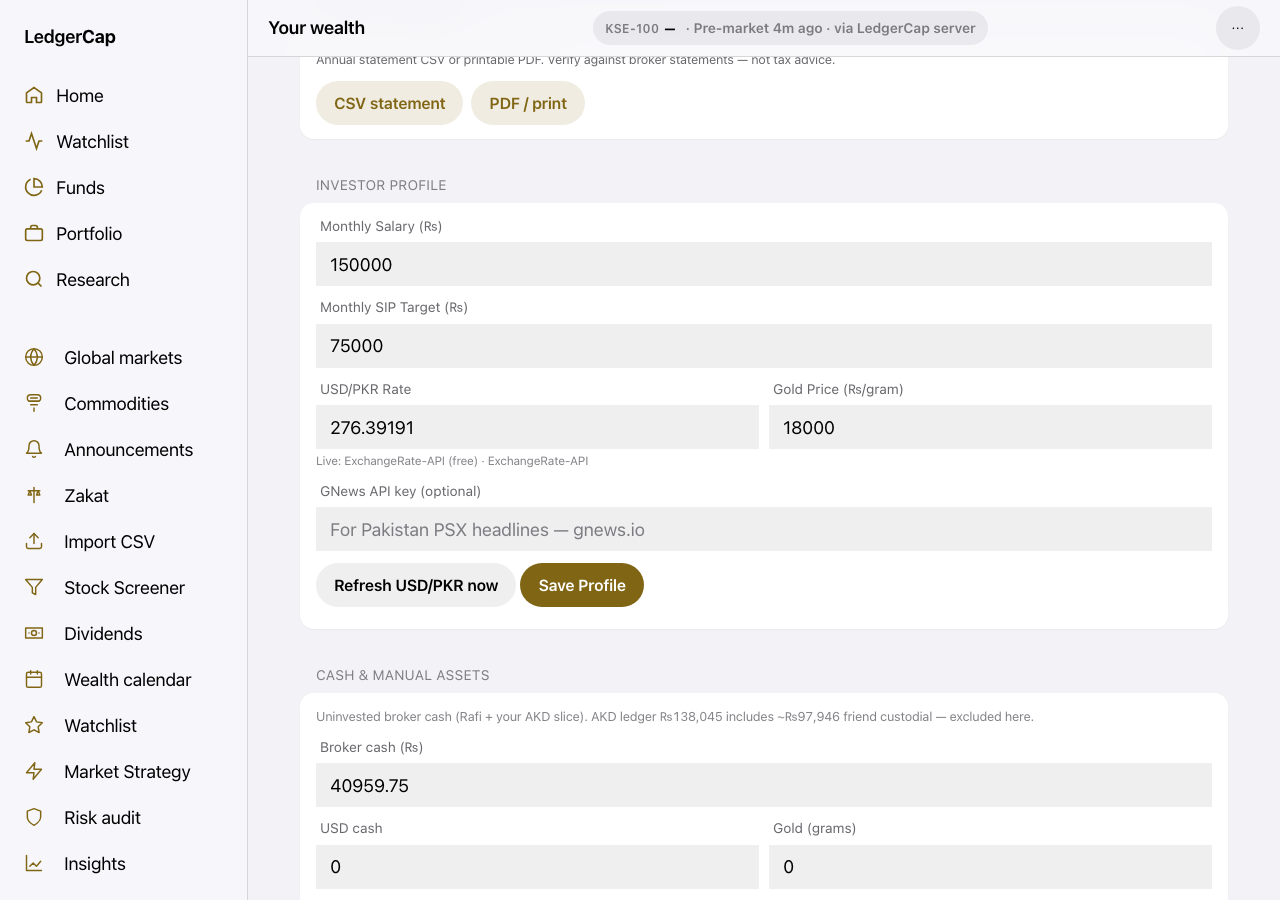 LedgerCap
Home
Watchlist
Funds
Portfolio
Research
Global markets
Commodities
Announcements
Zakat
Import CSV
Stock Screener
Dividends
Wealth calendar
Watchlist
Market Strategy
Risk audit
Insights
Your wealth
KSE-100 — · Pre-market 4m ago · via LedgerCap server
...
Annual statement CSV or printable PDF. Verify against broker statements — not tax advice.
CSV statement PDF / print
INVESTOR PROFILE
Monthly Salary (₨)
150000
Monthly SIP Target (₨)
75000
USD/PKR Rate Gold Price (₨/gram)
276.39191 18000
Live: ExchangeRate-API (free) · ExchangeRate-API
GNews API key (optional)
For Pakistan PSX headlines — gnews.io
Refresh USD/PKR now Save Profile
CASH & MANUAL ASSETS
Uninvested broker cash (Rafi + your AKD slice). AKD ledger ₨138,045 includes ~₨97,946 friend custodial — excluded here.
Broker cash (₨)
40959.75
USD cash Gold (grams)
0 0